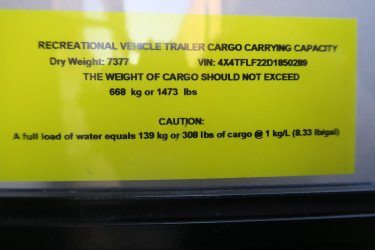 RECREATIONAL VEHICLE TRAILER CARGO CARRYING CAPACITY
Dry Weight: 7377 VIN: 4X4TFLF22D1850289
THE WEIGHT OF CARGO SHOULD NOT EXCEED
668 kg or 1473 lbs
CAUTION:
A full load of water equals 139 kg or 308 lbs of cargo @ 1 kg/L (8.33 lb/gal)